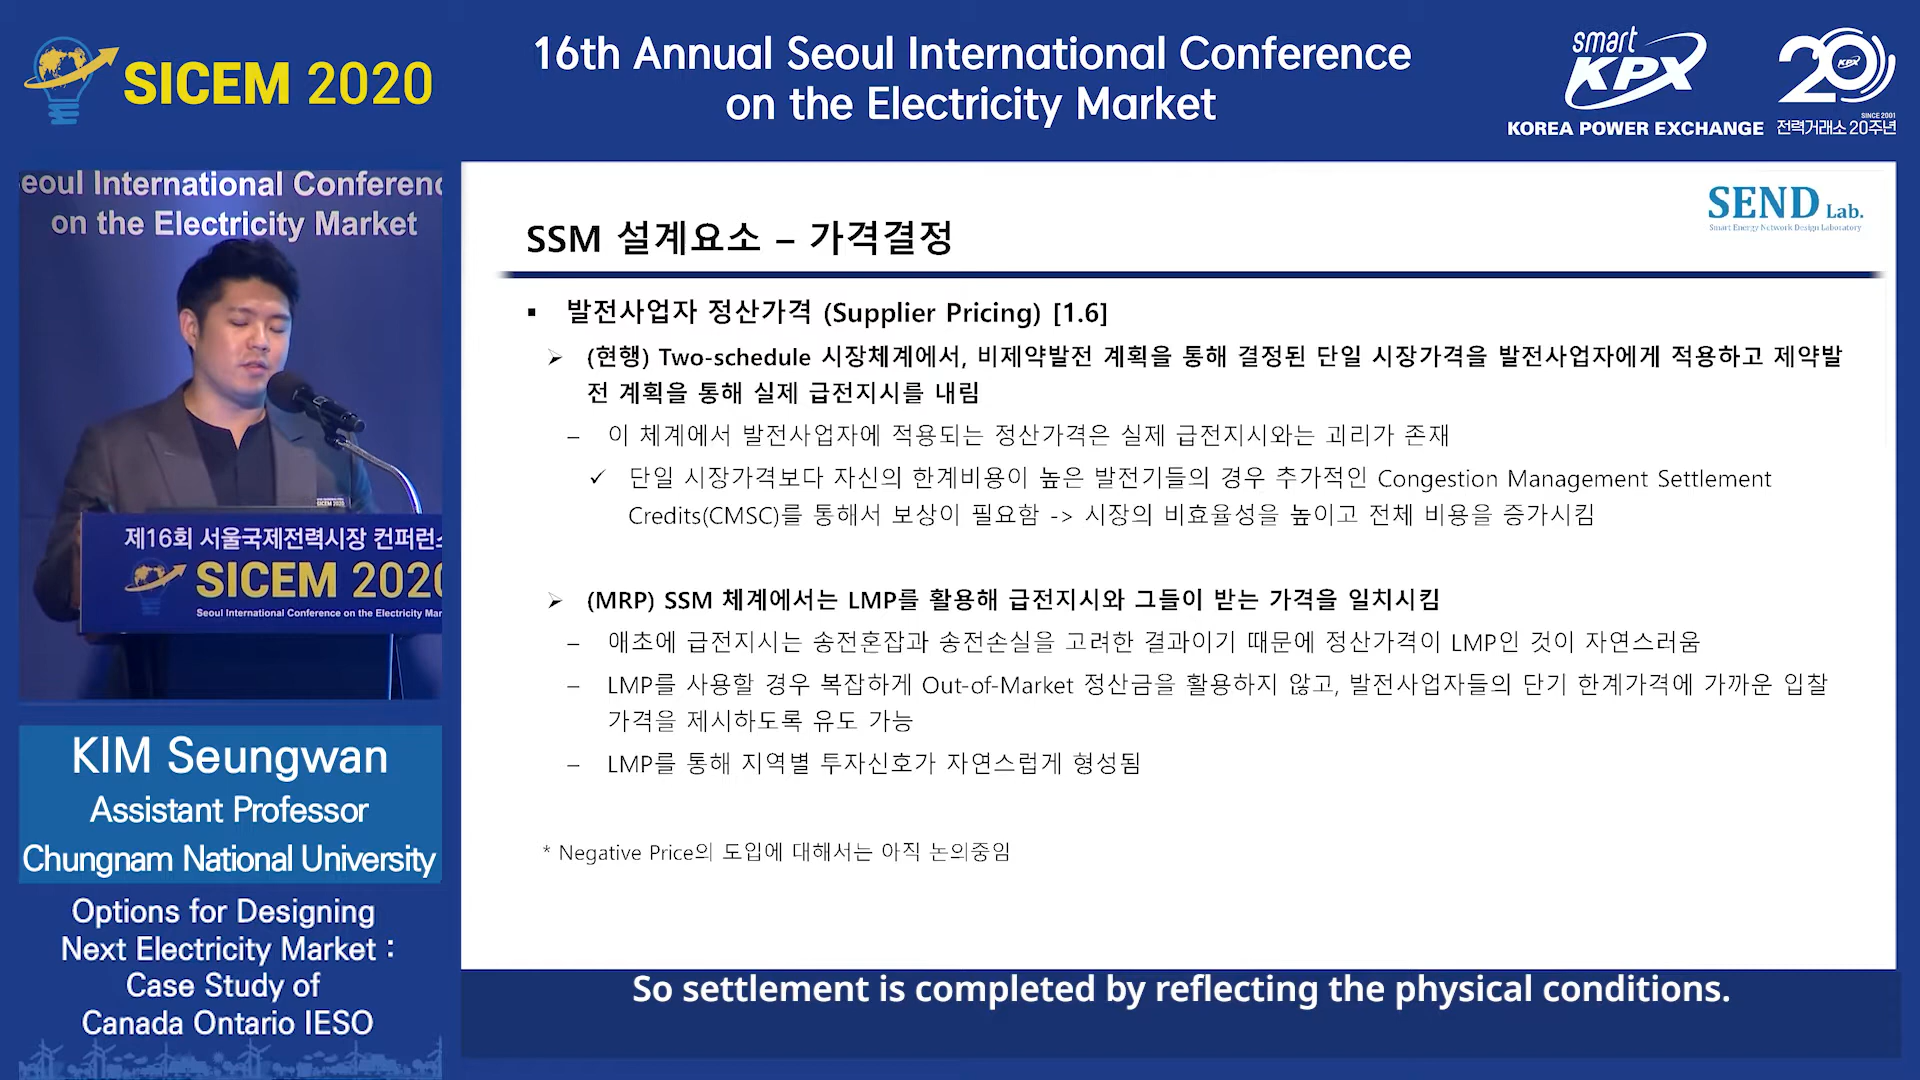 SICEM 2020
16th Annual Seoul International Conference
on the Electricity Market
smart
KPX
KOREA POWER EXCHANGE
20
KPX
SINCE 2001
전력거래소 20주년
eoul International Conferenc
on the Electricity Market
SICEM 2020
제16회 서울국제전력시장 컨퍼런스
SICEM 2020
Seoul International Conference on the Electricity Mar
KIM Seungwan
Assistant Professor
Chungnam National University
Options for Designing
Next Electricity Market :
Case Study of
Canada Ontario IESO
SEND Lab.
Smart Energy Network Design Laboratory
SSM 설계요소 – 가격결정
▪ 발전사업자 정산가격 (Supplier Pricing) [1.6]
➢ (현행) Two-schedule 시장체계에서, 비제약발전 계획을 통해 결정된 단일 시장가격을 발전사업자에게 적용하고 제약발
전 계획을 통해 실제 급전지시를 내림
– 이 체계에서 발전사업자에 적용되는 정산가격은 실제 급전지시와는 괴리가 존재
✓ 단일 시장가격보다 자신의 한계비용이 높은 발전기들의 경우 추가적인 Congestion Management Settlement
Credits(CMSC)를 통해서 보상이 필요함 -> 시장의 비효율성을 높이고 전체 비용을 증가시킴
➢ (MRP) SSM 체계에서는 LMP를 활용해 급전지시와 그들이 받는 가격을 일치시킴
– 애초에 급전지시는 송전혼잡과 송전손실을 고려한 결과이기 때문에 정산가격이 LMP인 것이 자연스러움
– LMP를 사용할 경우 복잡하게 Out-of-Market 정산금을 활용하지 않고, 발전사업자들의 단기 한계가격에 가까운 입찰
가격을 제시하도록 유도 가능
– LMP를 통해 지역별 투자신호가 자연스럽게 형성됨
* Negative Price의 도입에 대해서는 아직 논의중임
So settlement is completed by reflecting the physical conditions.